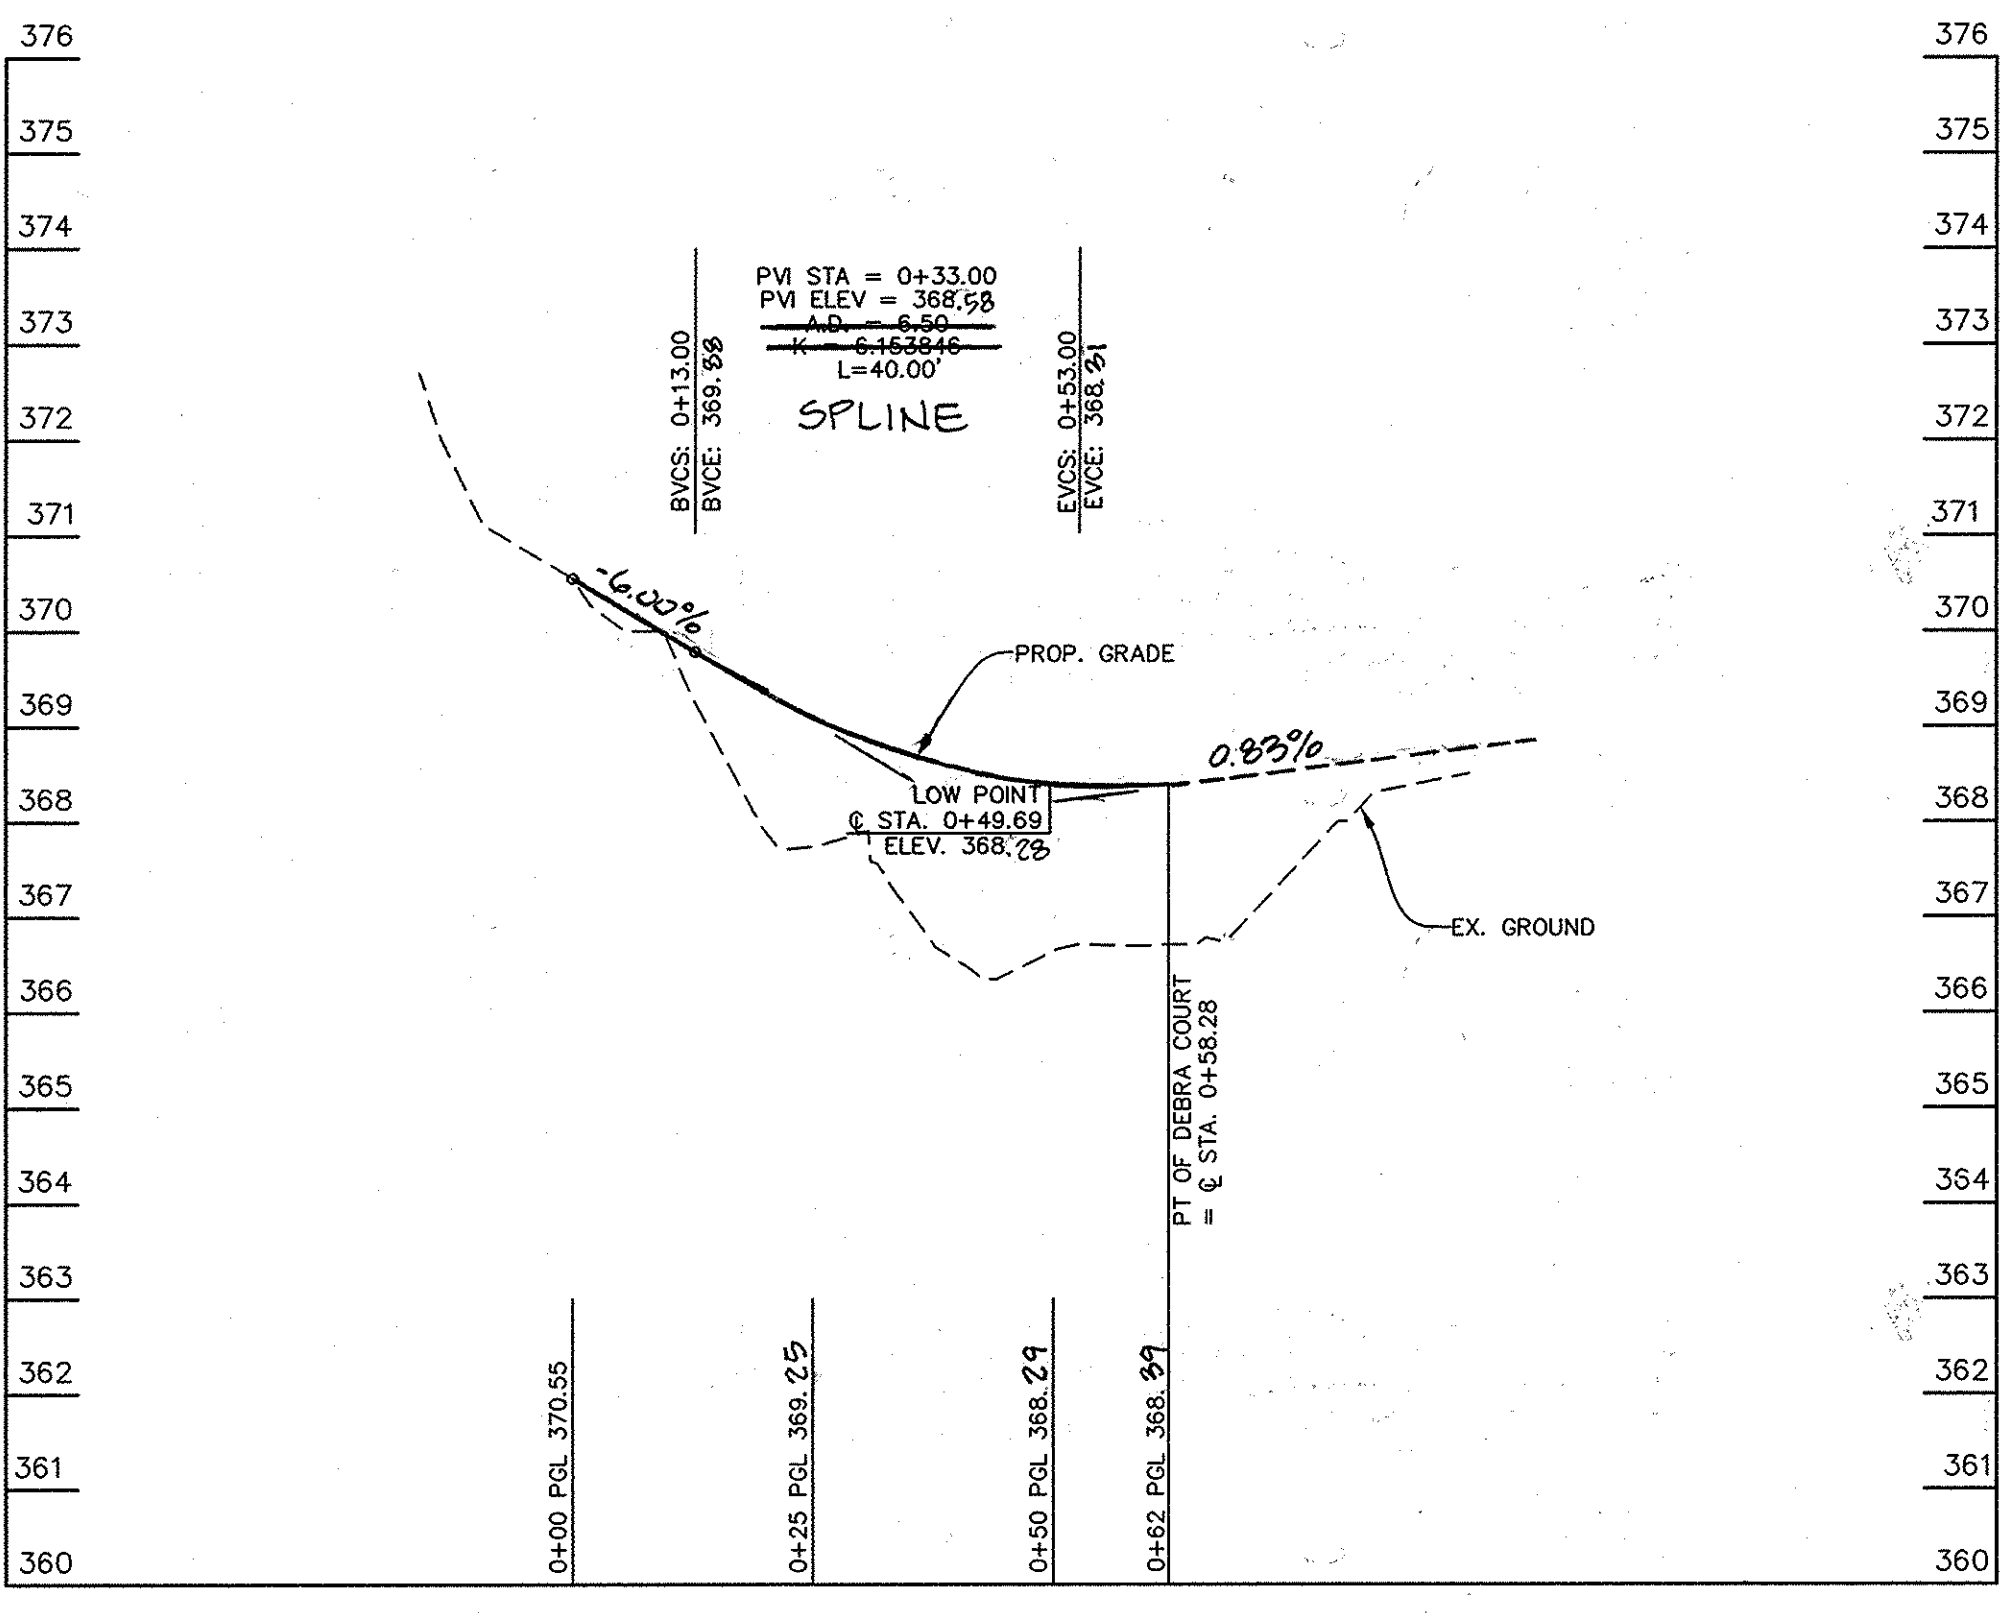 376
375
374
373
372
371
370
369
368
367
366
365
364
363
362
361
360
PVI STA = 0+33.00
PVI ELEV = 368.58
A.D. = 6.50
K = 6.153846
L=40.00'
SPLINE
BVCS: 0+13.00
BVCE: 369.88
EVCS: 0+53.00
EVCE: 368.31
-6.00%
PROP. GRADE
0.83%
LOW POINT
℄ STA. 0+49.69
ELEV. 368.28
EX. GROUND
PT OF DEBRA COURT
= ℄ STA. 0+58.28
0+00 PGL 370.55
0+25 PGL 369.25
0+50 PGL 368.29
0+62 PGL 368.39
376
375
374
373
372
371
370
369
368
367
366
365
364
363
362
361
360